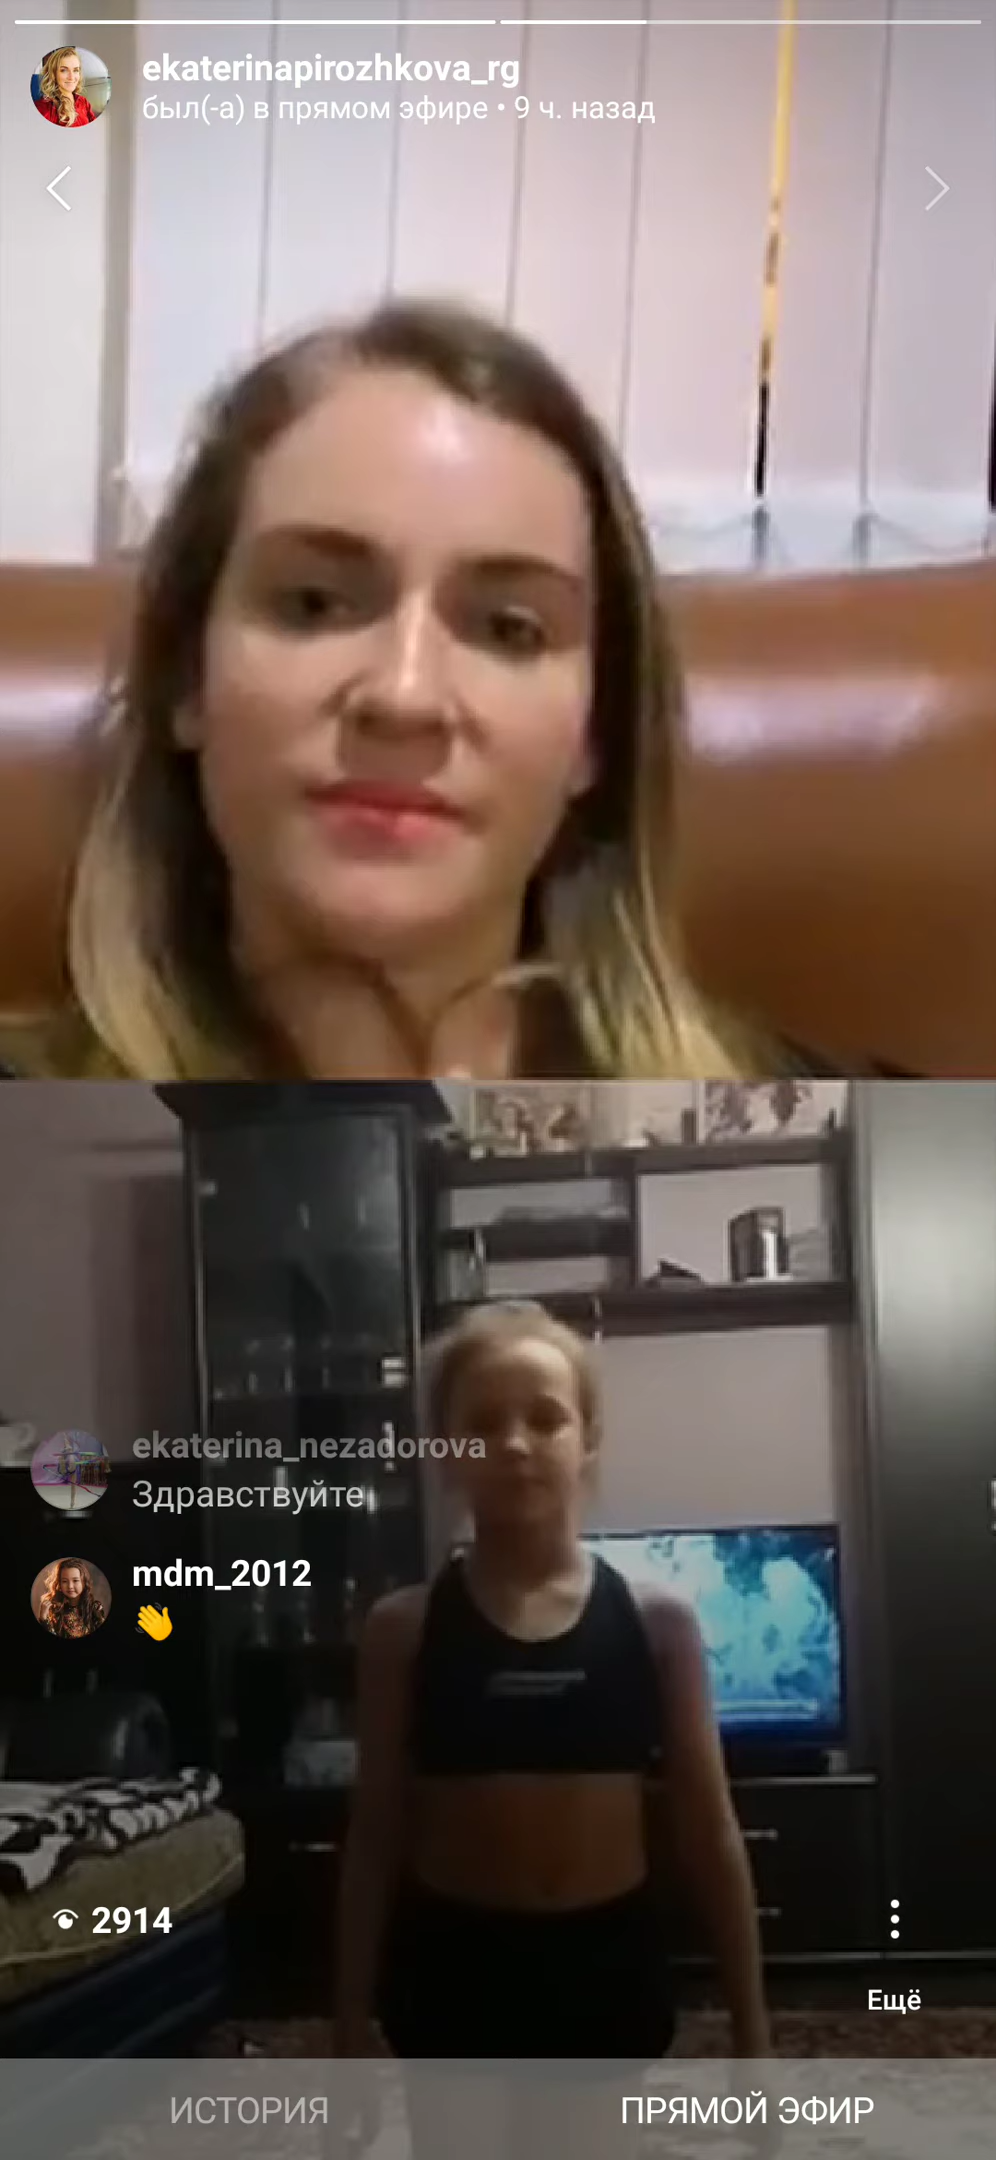 ekaterinapirozhkova_rg
был(-а) в прямом эфире • 9 ч. назад
ekaterina_nezadorova
Здравствуйте
mdm_2012
👋
2914
Ещё
ИСТОРИЯ
ПРЯМОЙ ЭФИР